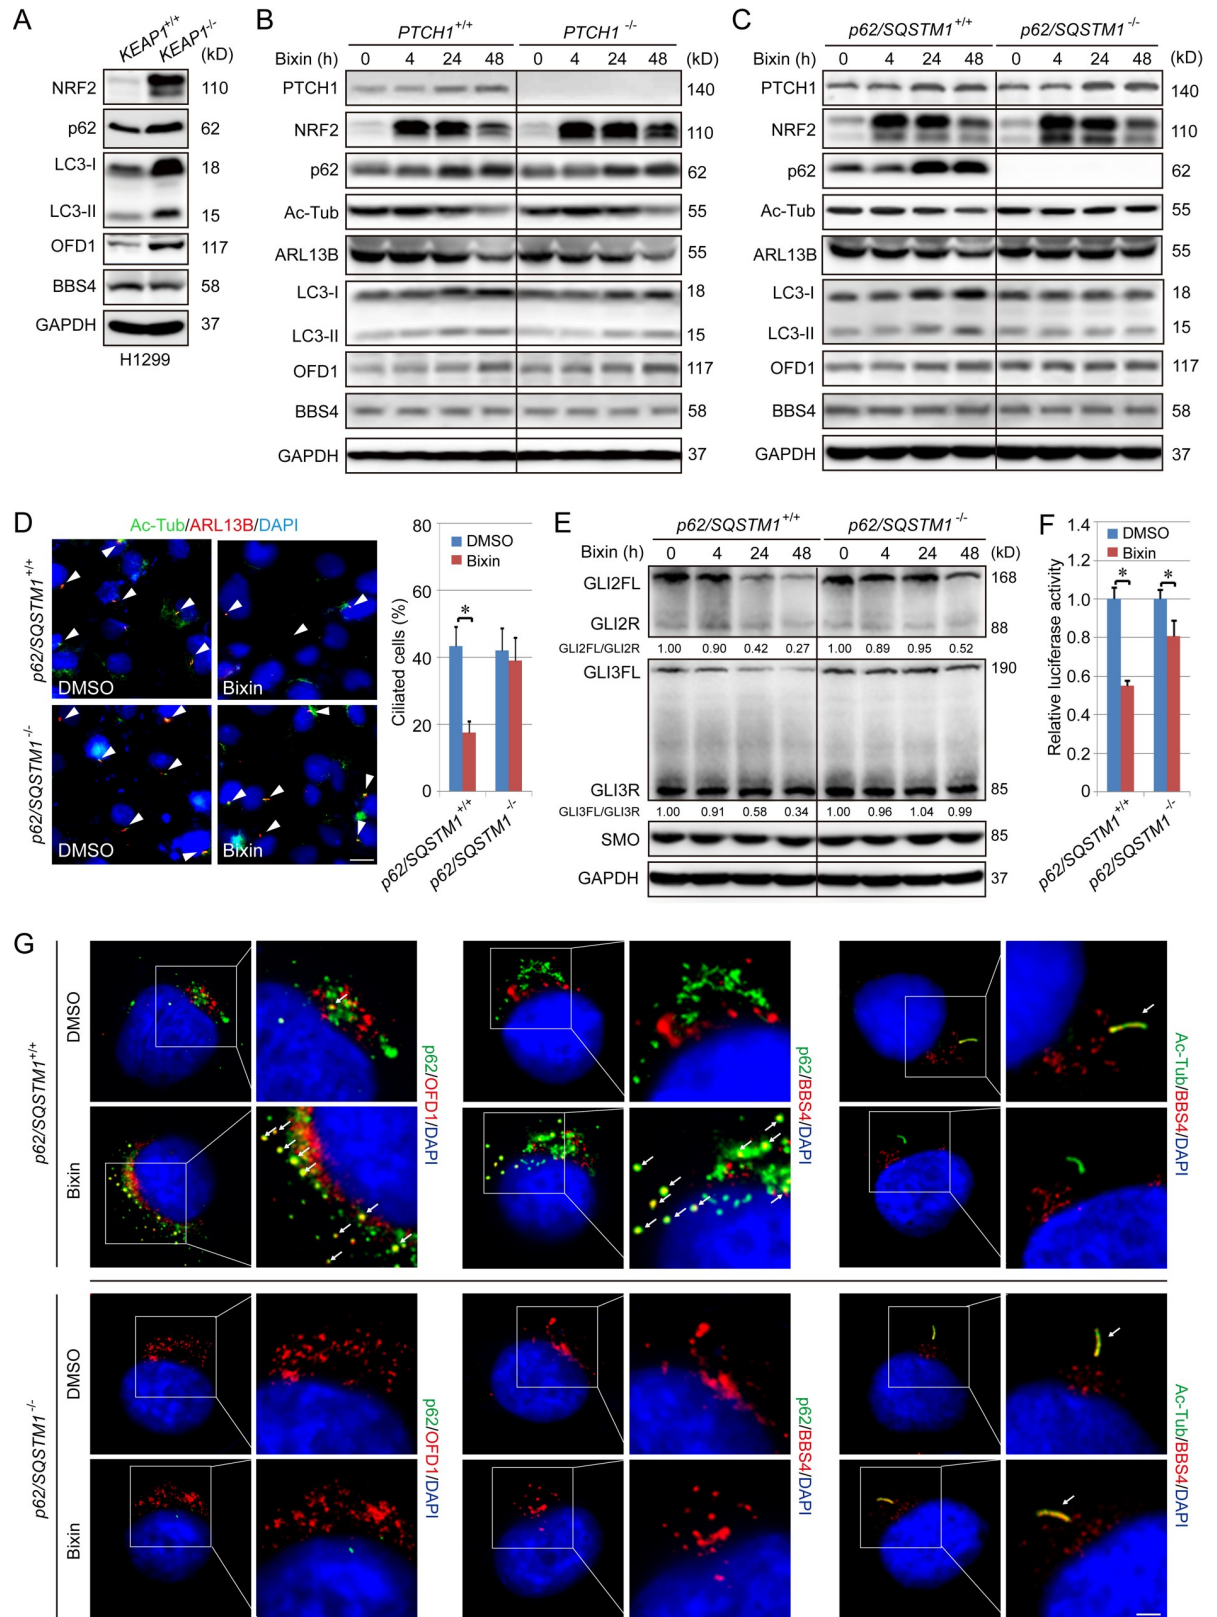 A
KEAP1+/+
KEAP1-/-
(kD)
NRF2 110
p62 62
LC3-I 18
LC3-II 15
OFD1 117
BBS4 58
GAPDH 37
H1299
B
PTCH1+/+ PTCH1-/-
Bixin (h) 0 4 24 48 0 4 24 48 (kD)
PTCH1 140
NRF2 110
p62 62
Ac-Tub 55
ARL13B 55
LC3-I 18
LC3-II 15
OFD1 117
BBS4 58
GAPDH 37
C
p62/SQSTM1+/+ p62/SQSTM1-/-
Bixin (h) 0 4 24 48 0 4 24 48 (kD)
PTCH1 140
NRF2 110
p62 62
Ac-Tub 55
ARL13B 55
LC3-I 18
LC3-II 15
OFD1 117
BBS4 58
GAPDH 37
D
Ac-Tub/ARL13B/DAPI
p62/SQSTM1+/+
DMSO Bixin
p62/SQSTM1-/-
DMSO Bixin
Ciliated cells (%)
80
60
40
20
0
DMSO
Bixin
*
p62/SQSTM1+/+
p62/SQSTM1-/-
E
p62/SQSTM1+/+ p62/SQSTM1-/-
Bixin (h) 0 4 24 48 0 4 24 48 (kD)
GLI2FL 168
GLI2R 88
GLI2FL/GLI2R 1.00 0.90 0.42 0.27 1.00 0.89 0.95 0.52
GLI3FL 190
GLI3R 85
GLI3FL/GLI3R 1.00 0.91 0.58 0.34 1.00 0.96 1.04 0.99
SMO 85
GAPDH 37
F
Relative luciferase activity
1.4
1.2
1.0
0.8
0.6
0.4
0.2
0
DMSO
Bixin
* *
p62/SQSTM1+/+
p62/SQSTM1-/-
G
p62/SQSTM1+/+
DMSO
Bixin
p62/OFD1/DAPI
p62/BBS4/DAPI
Ac-Tub/BBS4/DAPI
p62/SQSTM1-/-
DMSO
Bixin
p62/OFD1/DAPI
p62/BBS4/DAPI
Ac-Tub/BBS4/DAPI